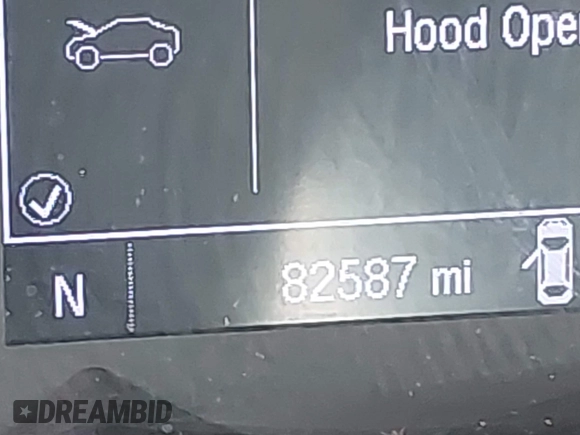 Hood Ope
N
82587 mi
DREAMBID